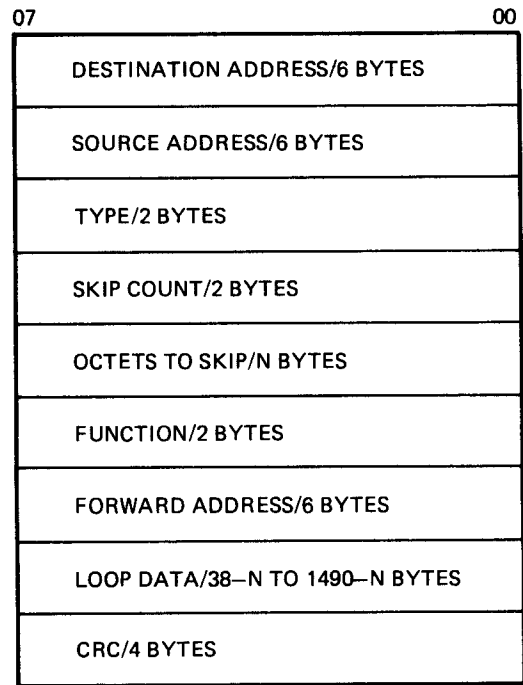 07 00
DESTINATION ADDRESS/6 BYTES
SOURCE ADDRESS/6 BYTES
TYPE/2 BYTES
SKIP COUNT/2 BYTES
OCTETS TO SKIP/N BYTES
FUNCTION/2 BYTES
FORWARD ADDRESS/6 BYTES
LOOP DATA/38–N TO 1490–N BYTES
CRC/4 BYTES